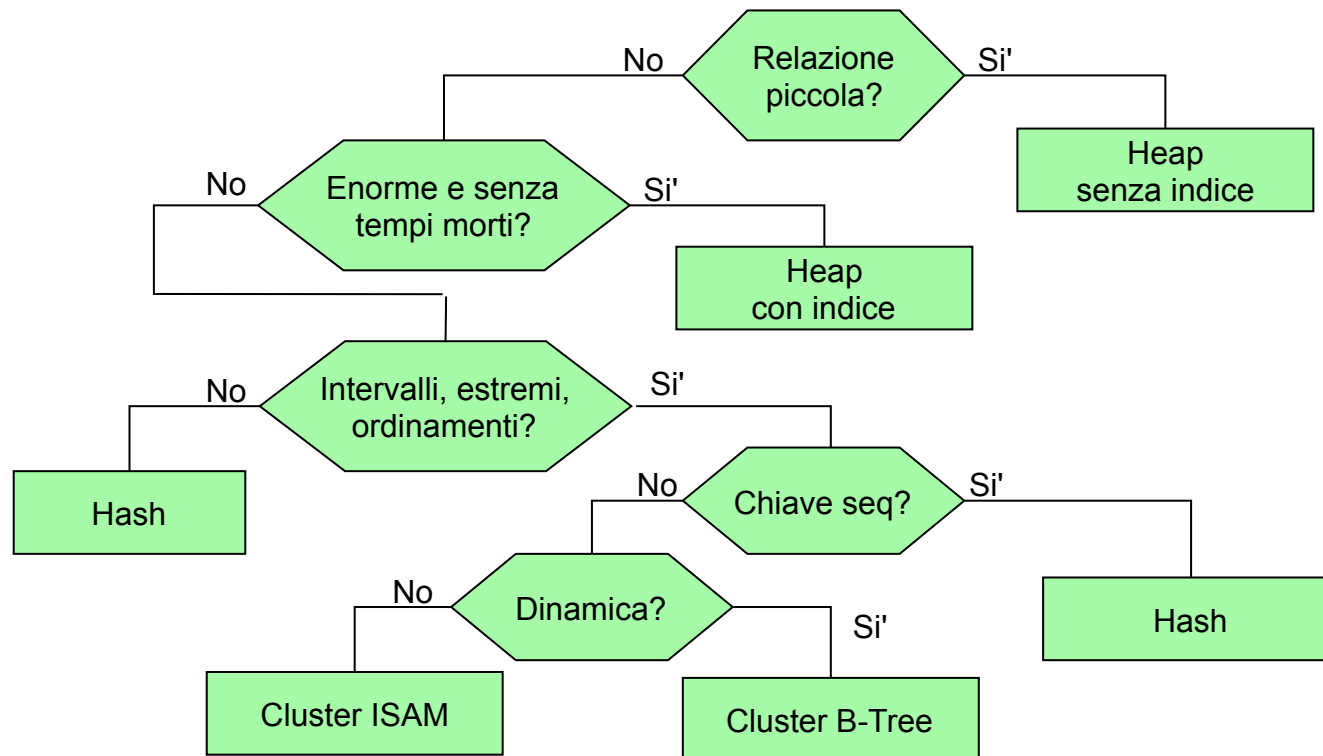 No
Relazione
piccola?
Si'
Heap
senza indice
No
Enorme e senza
tempi morti?
Si'
Heap
con indice
No
Intervalli, estremi,
ordinamenti?
Si'
Hash
No
Chiave seq?
Si'
Hash
No
Dinamica?
Si'
Cluster ISAM
Cluster B-Tree